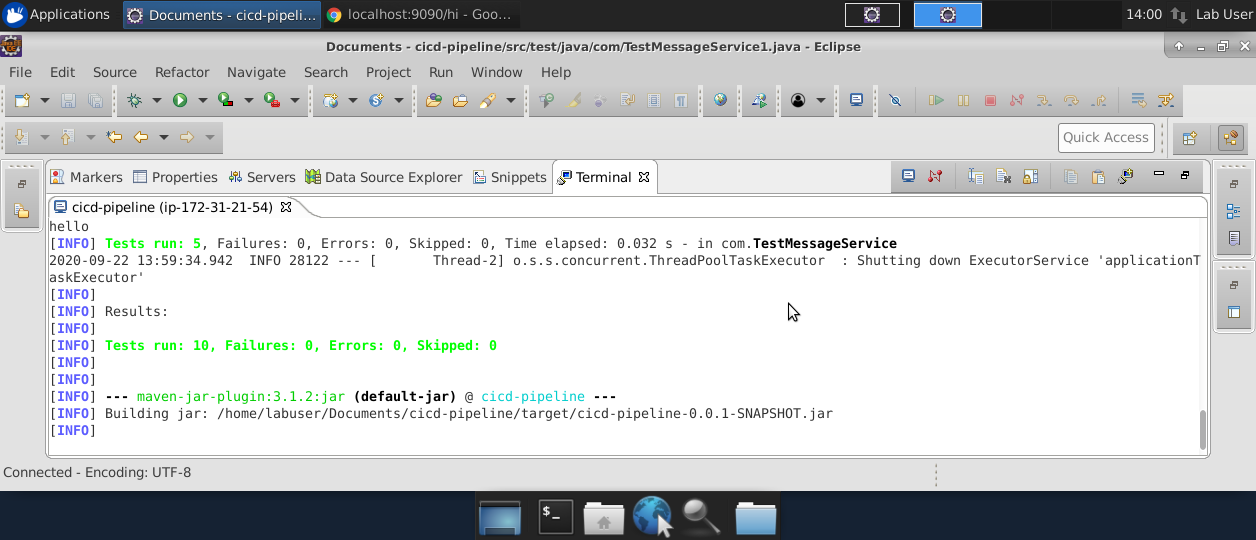 Applications Documents - cicd-pipeli... localhost:9090/hi - Goo... 14:00 Lab User
Documents - cicd-pipeline/src/test/java/com/TestMessageService1.java - Eclipse
File Edit Source Refactor Navigate Search Project Run Window Help
Quick Access
Markers Properties Servers Data Source Explorer Snippets Terminal
cicd-pipeline (ip-172-31-21-54)
hello
[INFO] Tests run: 5, Failures: 0, Errors: 0, Skipped: 0, Time elapsed: 0.032 s - in com.TestMessageService
2020-09-22 13:59:34.942  INFO 28122 --- [       Thread-2] o.s.s.concurrent.ThreadPoolTaskExecutor  : Shutting down ExecutorService 'applicationT
askExecutor'
[INFO]
[INFO] Results:
[INFO]
[INFO] Tests run: 10, Failures: 0, Errors: 0, Skipped: 0
[INFO]
[INFO]
[INFO] --- maven-jar-plugin:3.1.2:jar (default-jar) @ cicd-pipeline ---
[INFO] Building jar: /home/labuser/Documents/cicd-pipeline/target/cicd-pipeline-0.0.1-SNAPSHOT.jar
[INFO]
Connected - Encoding: UTF-8
$_